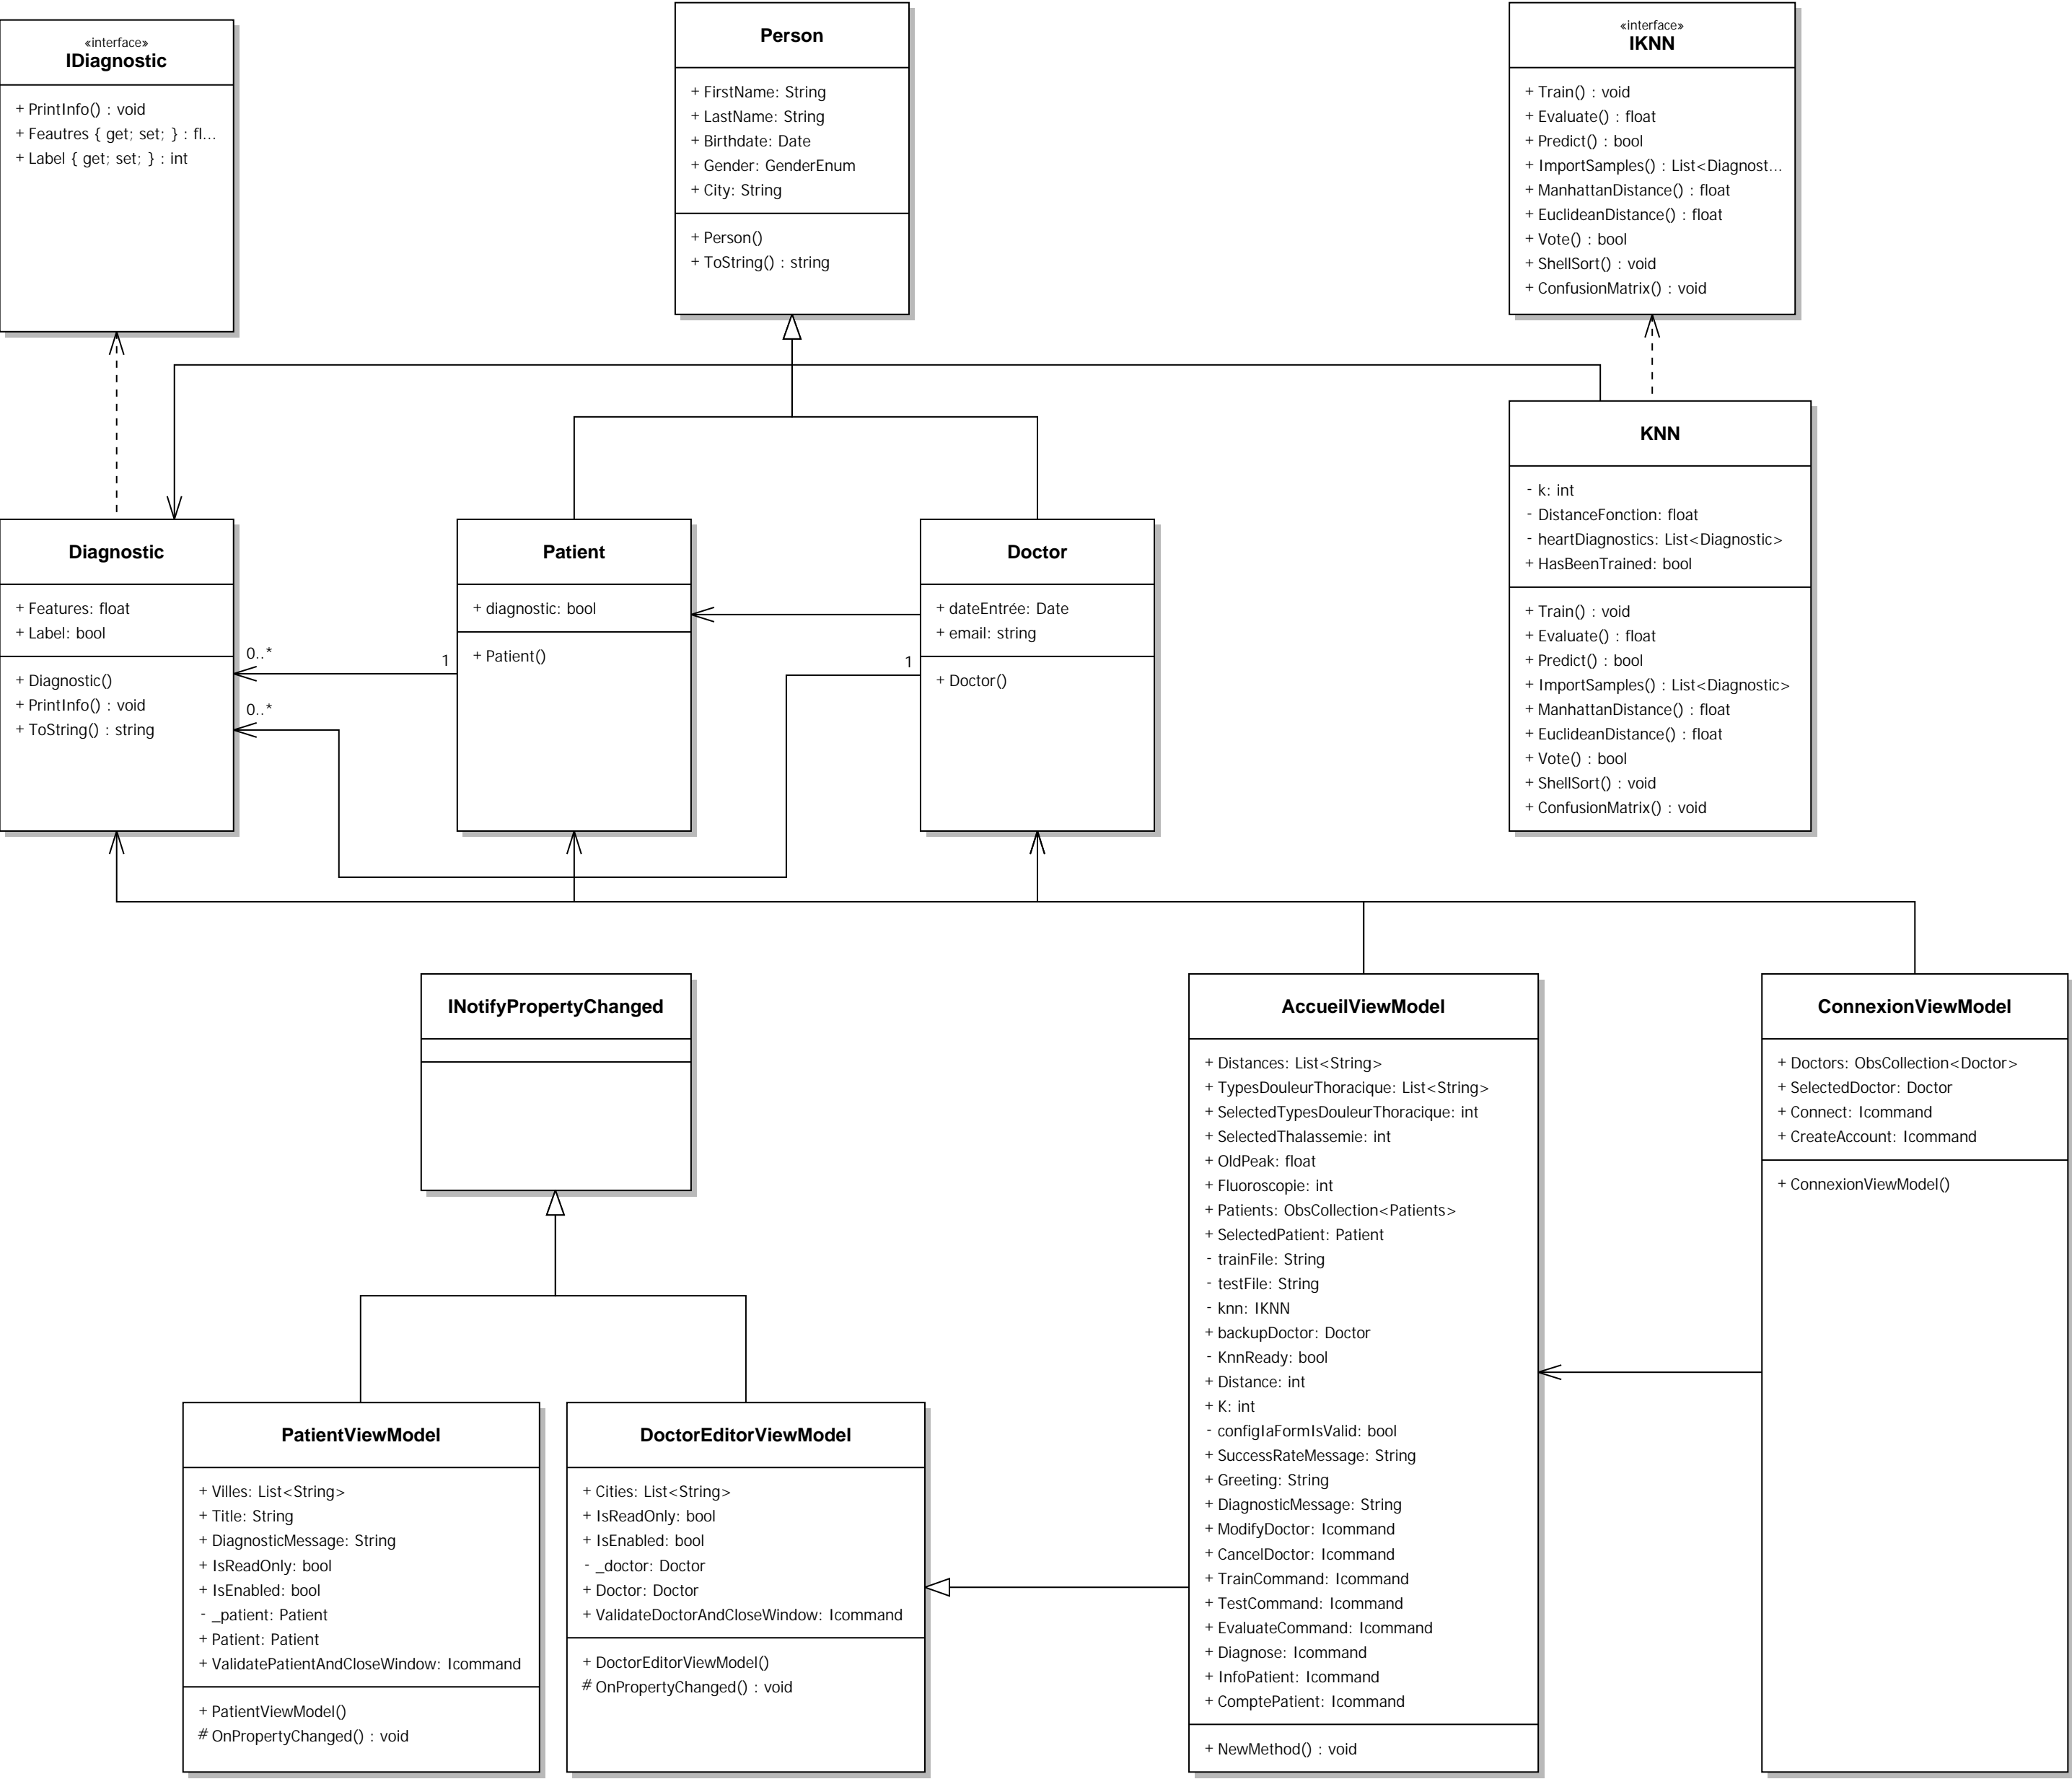 «interface»
IDiagnostic
+ PrintInfo() : void
+ Feautres { get; set; } : fl...
+ Label { get; set; } : int
Person
+ FirstName: String
+ LastName: String
+ Birthdate: Date
+ Gender: GenderEnum
+ City: String
+ Person()
+ ToString() : string
«interface»
IKNN
+ Train() : void
+ Evaluate() : float
+ Predict() : bool
+ ImportSamples() : List<Diagnost...
+ ManhattanDistance() : float
+ EuclideanDistance() : float
+ Vote() : bool
+ ShellSort() : void
+ ConfusionMatrix() : void
Diagnostic
+ Features: float
+ Label: bool
+ Diagnostic()
+ PrintInfo() : void
+ ToString() : string
0..*
0..*
1
Patient
+ diagnostic: bool
+ Patient()
1
Doctor
+ dateEntrée: Date
+ email: string
+ Doctor()
KNN
- k: int
- DistanceFonction: float
- heartDiagnostics: List<Diagnostic>
+ HasBeenTrained: bool
+ Train() : void
+ Evaluate() : float
+ Predict() : bool
+ ImportSamples() : List<Diagnostic>
+ ManhattanDistance() : float
+ EuclideanDistance() : float
+ Vote() : bool
+ ShellSort() : void
+ ConfusionMatrix() : void
INotifyPropertyChanged
AccueilViewModel
+ Distances: List<String>
+ TypesDouleurThoracique: List<String>
+ SelectedTypesDouleurThoracique: int
+ SelectedThalassemie: int
+ OldPeak: float
+ Fluoroscopie: int
+ Patients: ObsCollection<Patients>
+ SelectedPatient: Patient
- trainFile: String
- testFile: String
- knn: IKNN
+ backupDoctor: Doctor
- KnnReady: bool
+ Distance: int
+ K: int
- configIaFormIsValid: bool
+ SuccessRateMessage: String
+ Greeting: String
+ DiagnosticMessage: String
+ ModifyDoctor: Icommand
+ CancelDoctor: Icommand
+ TrainCommand: Icommand
+ TestCommand: Icommand
+ EvaluateCommand: Icommand
+ Diagnose: Icommand
+ InfoPatient: Icommand
+ ComptePatient: Icommand
+ NewMethod() : void
ConnexionViewModel
+ Doctors: ObsCollection<Doctor>
+ SelectedDoctor: Doctor
+ Connect: Icommand
+ CreateAccount: Icommand
+ ConnexionViewModel()
PatientViewModel
+ Villes: List<String>
+ Title: String
+ DiagnosticMessage: String
+ IsReadOnly: bool
+ IsEnabled: bool
- _patient: Patient
+ Patient: Patient
+ ValidatePatientAndCloseWindow: Icommand
+ PatientViewModel()
# OnPropertyChanged() : void
DoctorEditorViewModel
+ Cities: List<String>
+ IsReadOnly: bool
+ IsEnabled: bool
- _doctor: Doctor
+ Doctor: Doctor
+ ValidateDoctorAndCloseWindow: Icommand
+ DoctorEditorViewModel()
# OnPropertyChanged() : void